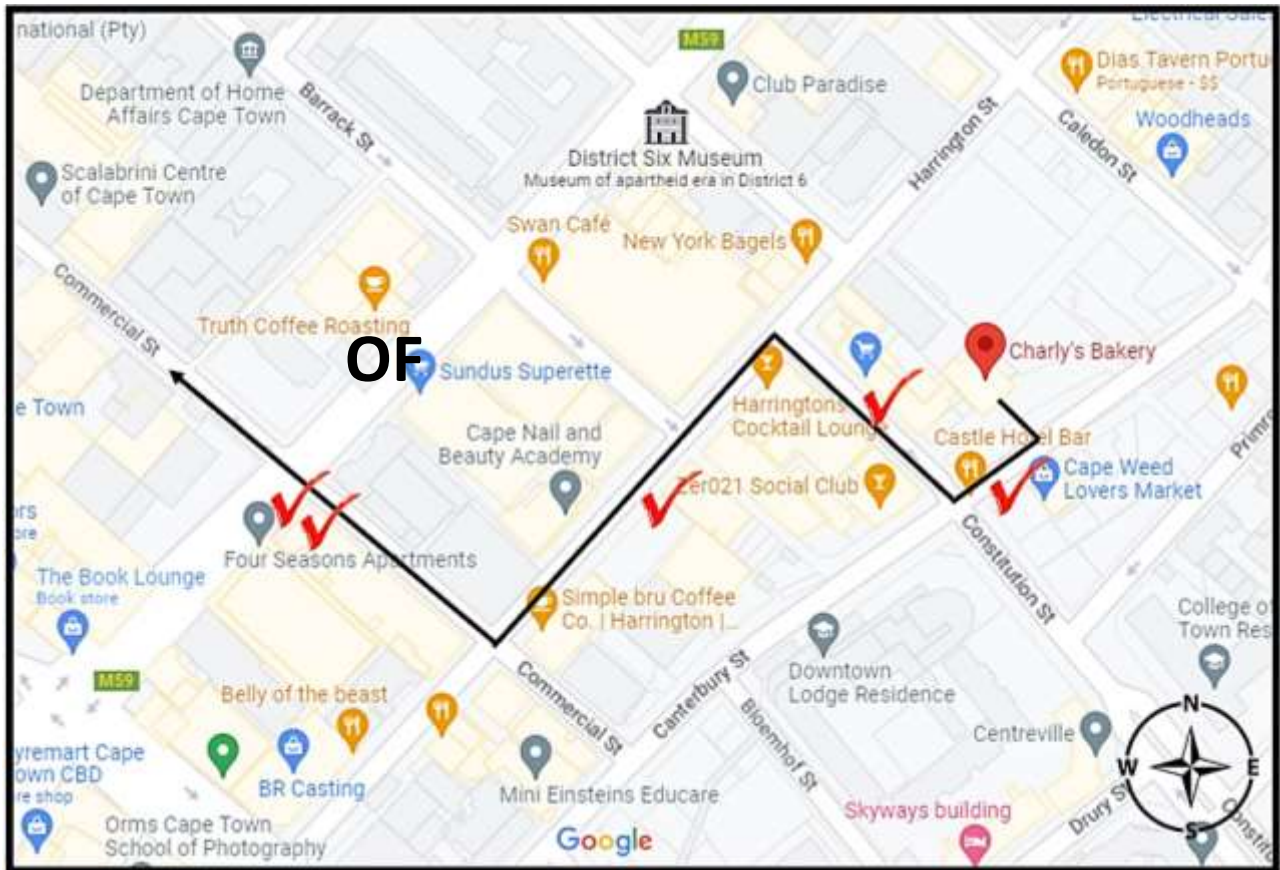 national (Pty)
M59
Dias Tavern Portu
Portuguese - $$
Department of Home
Affairs Cape Town
Barrack St
Club Paradise
Harrington St
Caledon St
Woodheads
District Six Museum
Museum of apartheid era in District 6
Scalabrini Centre
of Cape Town
Swan Café
New York Bagels
Commercial St
Truth Coffee Roasting
OF
Sundus Superette
Charly's Bakery
e Town
Harringtons
Cocktail Lounge
Cape Nail and
Beauty Academy
Castle Hotel Bar
Zer021 Social Club
Cape Weed
Lovers Market
Four Seasons Apartments
Constitution St
The Book Lounge
Book store
Simple bru Coffee
Co. | Harrington |...
College of
Town Res
M59
Belly of the beast
Commercial St
Canterbury St
Downtown
Lodge Residence
Bloemhof St
Centreville
N
W
E
S
BR Casting
Mini Einsteins Educare
Skyways building
Drury St
Orms Cape Town
School of Photography
Google